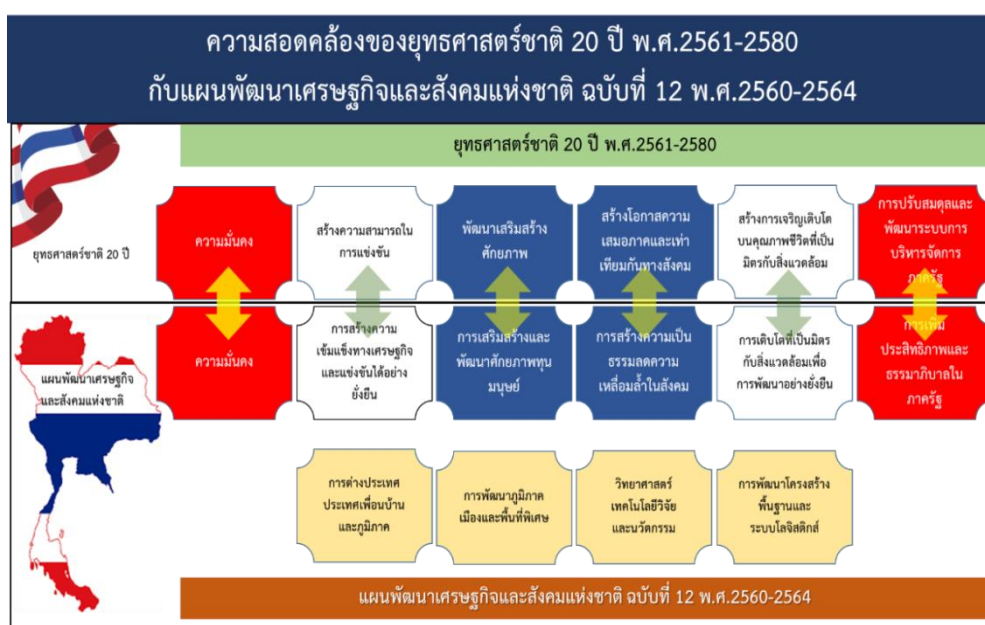 ความสอดคล้องของยุทธศาสตร์ชาติ 20 ปี พ.ศ.2561-2580
กับแผนพัฒนาเศรษฐกิจและสังคมแห่งชาติ ฉบับที่ 12 พ.ศ.2560-2564
ยุทธศาสตร์ชาติ 20 ปี พ.ศ.2561-2580
ยุทธศาสตร์ชาติ 20 ปี
ความมั่นคง
สร้างความสามารถใน
การแข่งขัน
พัฒนาเสริมสร้าง
ศักยภาพ
สร้างโอกาสความ
เสมอภาคและเท่า
เทียมกันทางสังคม
สร้างการเจริญเติบโต
บนคุณภาพชีวิตที่เป็น
มิตรกับสิ่งแวดล้อม
การปรับสมดุลและ
พัฒนาระบบการ
บริหารจัดการ
ภาครัฐ
แผนพัฒนาเศรษฐกิจ
และสังคมแห่งชาติ
ความมั่นคง
การสร้างความ
เข้มแข็งทางเศรษฐกิจ
และแข่งขันได้อย่าง
ยั่งยืน
การเสริมสร้างและ
พัฒนาศักยภาพทุน
มนุษย์
การสร้างความเป็น
ธรรมลดความ
เหลื่อมล้ำในสังคม
การเติบโตที่เป็นมิตร
กับสิ่งแวดล้อมเพื่อ
การพัฒนาอย่างยั่งยืน
การเพิ่ม
ประสิทธิภาพและ
ธรรมาภิบาลใน
ภาครัฐ
การต่างประเทศ
ประเทศเพื่อนบ้าน
และภูมิภาค
การพัฒนาภูมิภาค
เมืองและพื้นที่พิเศษ
วิทยาศาสตร์
เทคโนโลยีวิจัย
และนวัตกรรม
การพัฒนาโครงสร้าง
พื้นฐานและ
ระบบโลจิสติกส์
แผนพัฒนาเศรษฐกิจและสังคมแห่งชาติ ฉบับที่ 12 พ.ศ.2560-2564